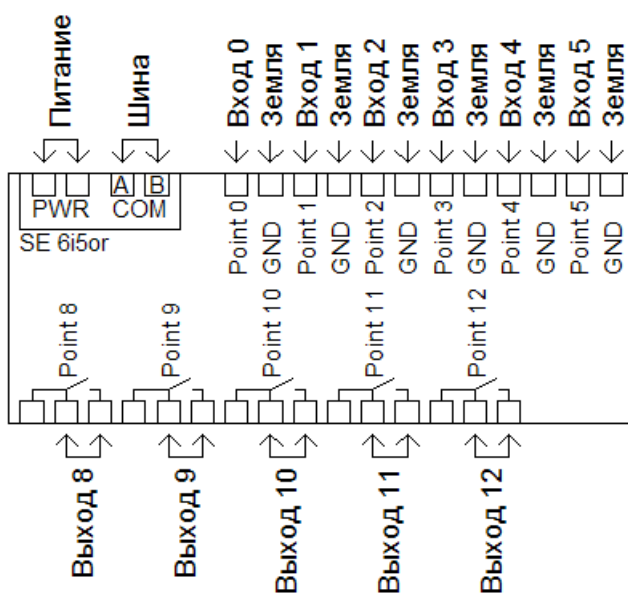 Питание
Шина
Вход 0
Земля
Вход 1
Земля
Вход 2
Земля
Вход 3
Земля
Вход 4
Земля
Вход 5
Земля
A B
PWR COM
SE 6i5or
Point 0
GND
Point 1
GND
Point 2
GND
Point 3
GND
Point 4
GND
Point 5
GND
Point 8
Point 9
Point 10
Point 11
Point 12
Выход 8
Выход 9
Выход 10
Выход 11
Выход 12